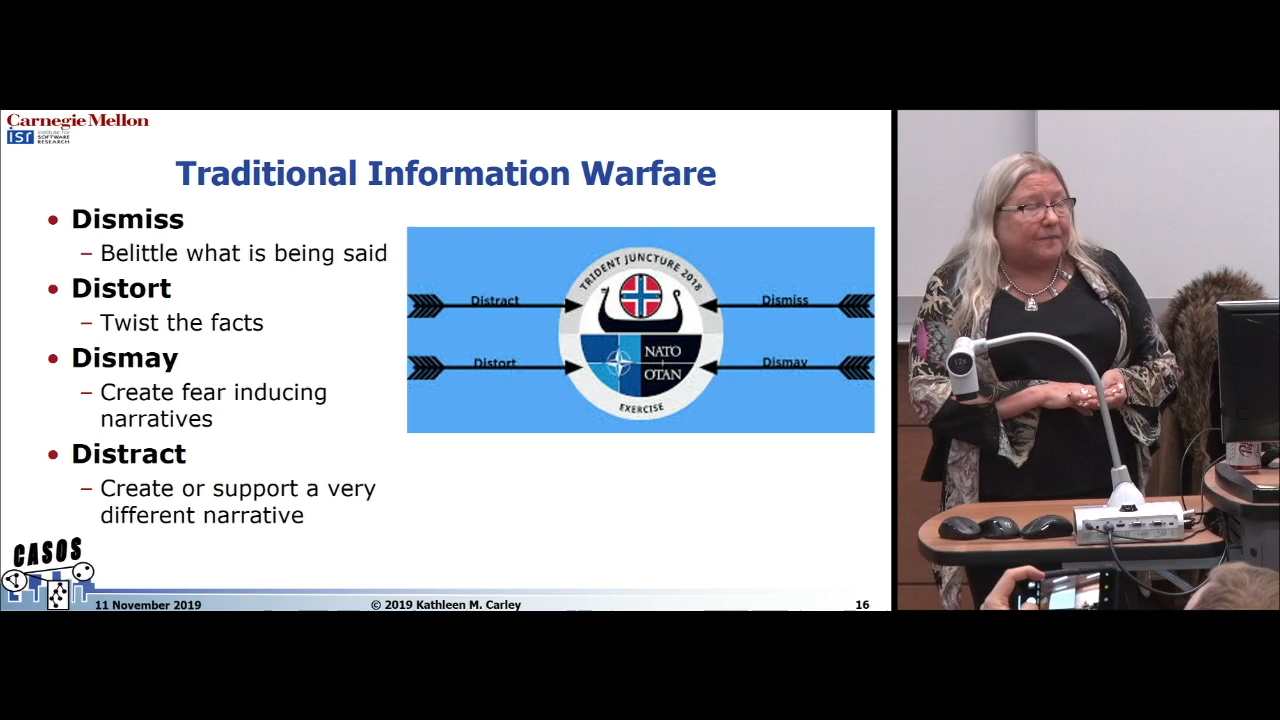 Carnegie Mellon
isr institute for
SOFTWARE
RESEARCH
Traditional Information Warfare
• Dismiss
– Belittle what is being said
• Distort
– Twist the facts
• Dismay
– Create fear inducing
narratives
• Distract
– Create or support a very
different narrative
TRIDENT JUNCTURE 2018
Distract
Dismiss
NATO
OTAN
Distort
Dismay
EXERCISE
CASOS
11 November 2019
© 2019 Kathleen M. Carley
16